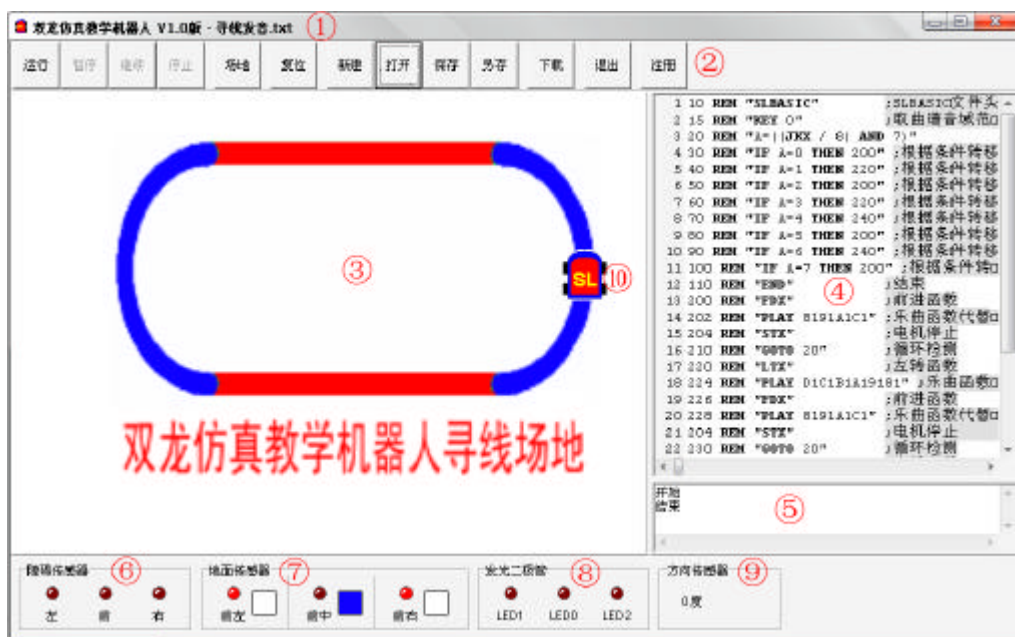 双龙仿真教学机器人 V1.0版 - 寻线发音.txt ①
运行 暂停 继续 停止 场地 复位 新建 打开 保存 另存 下载 退出 注册 ②
1 10 REM "SLBASIC" ;SLBASIC文件头
2 15 REM "KEY 0" ;取曲谱音域范
3 20 REM "A=((JKX / 8) AND 7)"
4 30 REM "IF A=0 THEN 200" ;根据条件转移
5 40 REM "IF A=1 THEN 220" ;根据条件转移
6 50 REM "IF A=2 THEN 200" ;根据条件转移
7 60 REM "IF A=3 THEN 220" ;根据条件转移
8 70 REM "IF A=4 THEN 240" ;根据条件转移
9 80 REM "IF A=5 THEN 200" ;根据条件转移
10 90 REM "IF A=6 THEN 240" ;根据条件转移
11 100 REM "IF A=7 THEN 200" ;根据条件转
12 110 REM "END" ;结束
13 200 REM "FDX" ;前进函数
14 202 REM "PLAY 8191A1C1" ;乐曲函数代替
15 204 REM "STX" ;电机停止
16 210 REM "GOTO 20" ;循环检测
17 220 REM "LTX" ;左转函数
18 224 REM "PLAY D1C1B1A19181" ;乐曲函数
19 226 REM "FDX" ;前进函数
20 228 REM "PLAY 8191A1C1" ;乐曲函数代替
21 204 REM "STX" ;电机停止
22 230 REM "GOTO 20" ;循环检测
④
③
SL ⑩
双龙仿真教学机器人寻线场地
开始
结束
⑤
障碍传感器 ⑥
左 前 右
地面传感器 ⑦
前左 前中 前右
发光二极管 ⑧
LED1 LED0 LED2
方向传感器 ⑨
0度